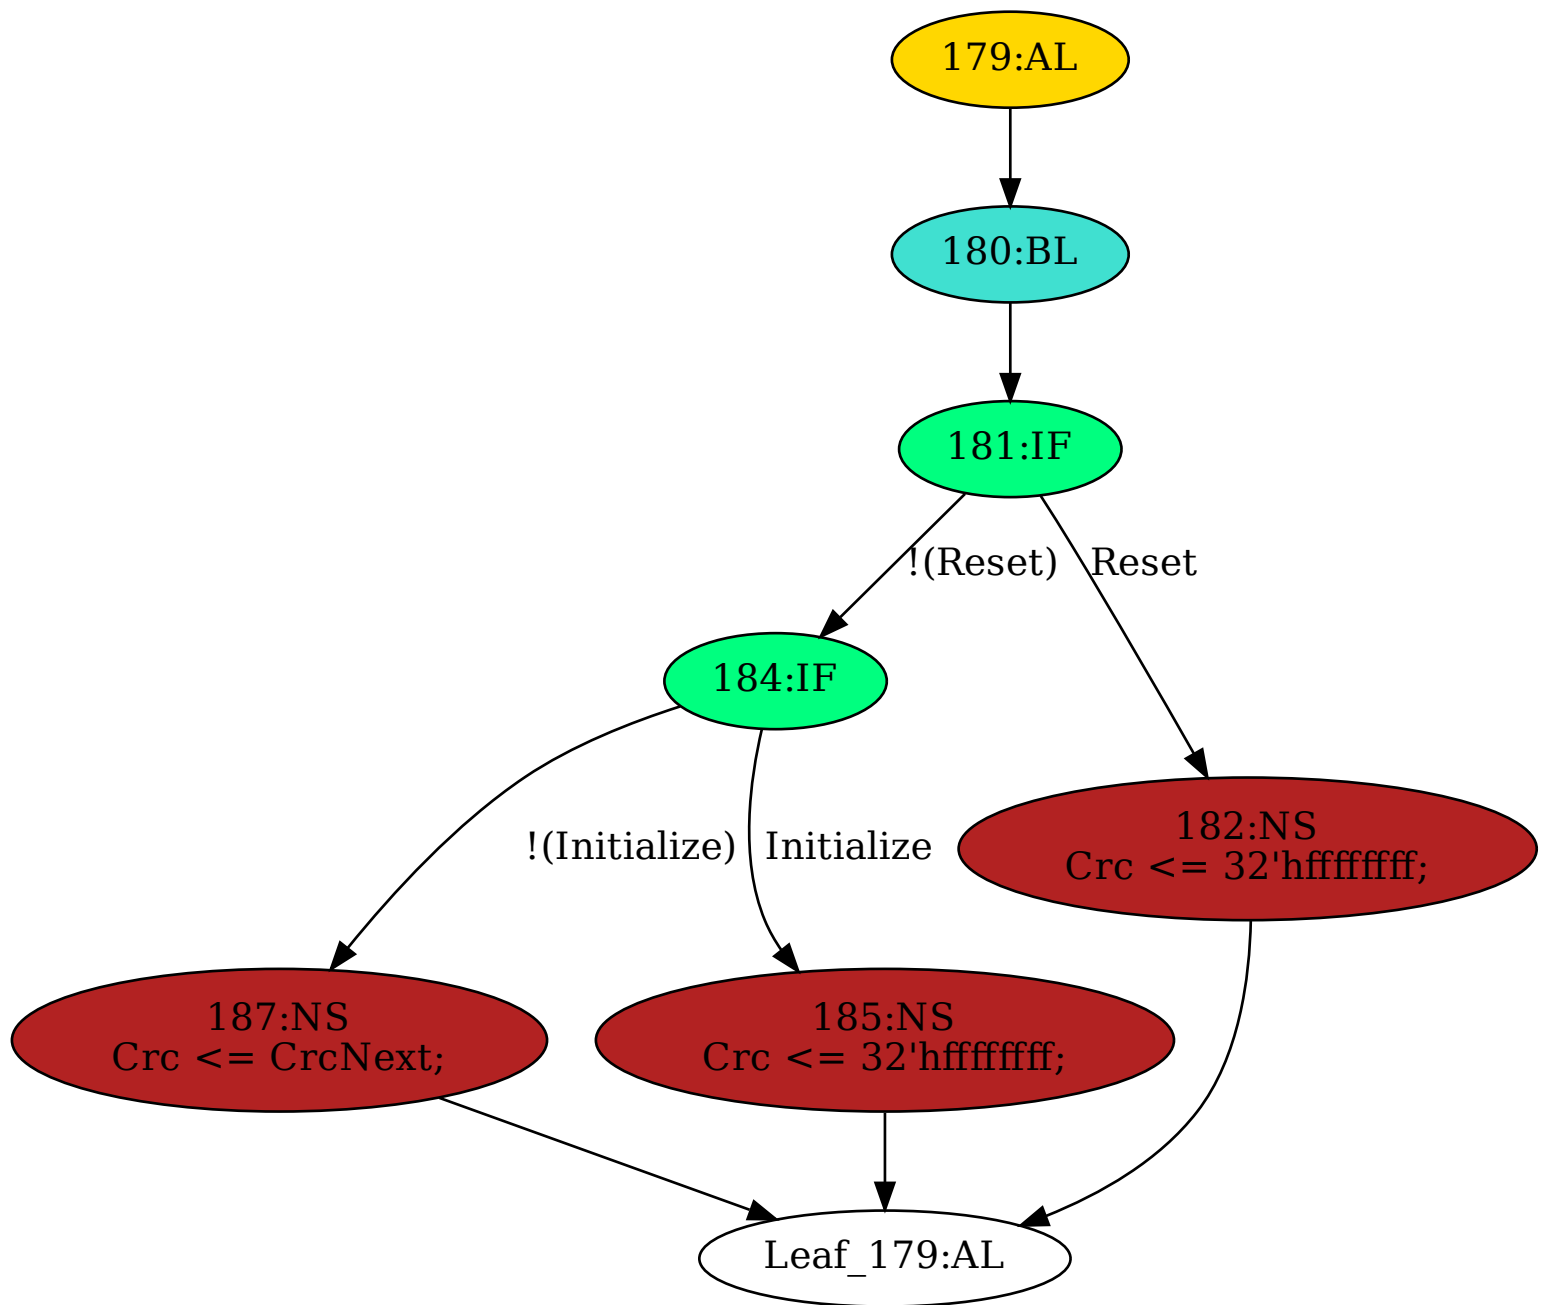 179:AL
180:BL
181:IF
!(Reset)
Reset
184:IF
182:NS
Crc <= 32'hffffffff;
!(Initialize)
Initialize
187:NS
Crc <= CrcNext;
185:NS
Crc <= 32'hffffffff;
Leaf_179:AL